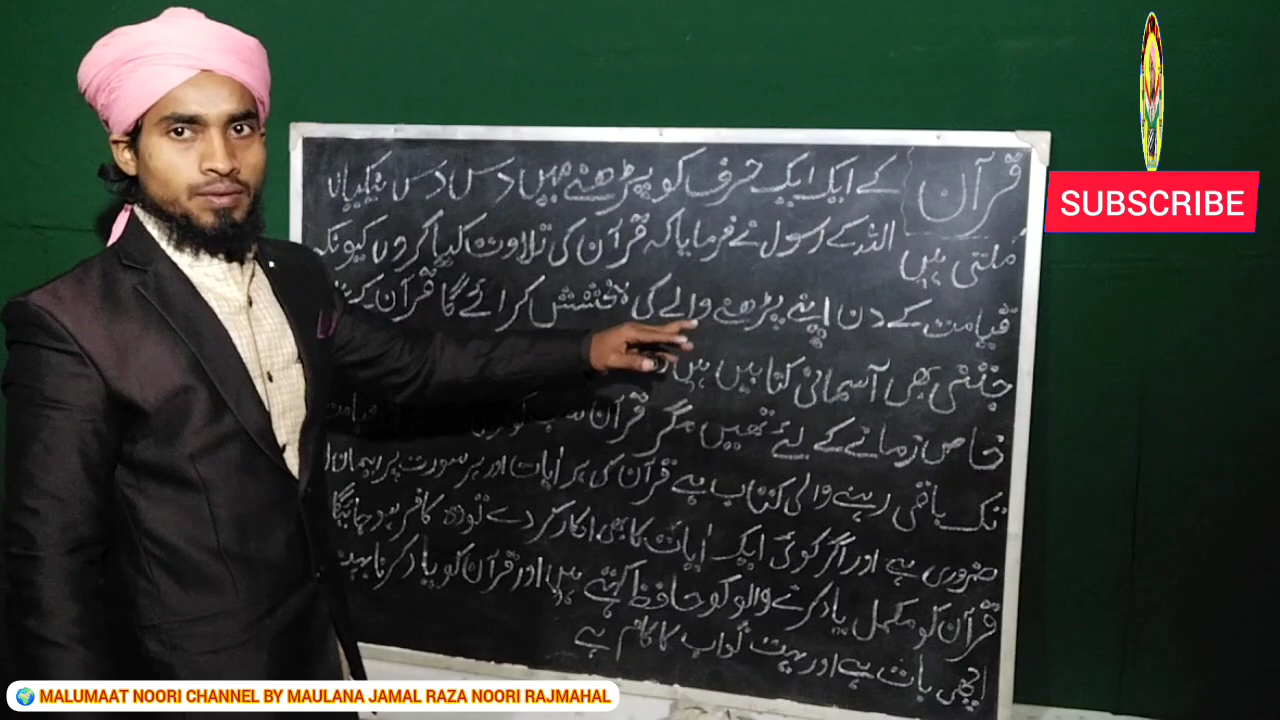 قرآن کے ایک ایک حرف کو پڑھنے میں دس دس نیکیاں
ملتی ہیں اللہ کے رسول نے فرمایا کہ قرآن کی تلاوت کیا کروں کیونکہ
قیامت کے دن اپنے پڑھنے والے کی بخشش کرائے گا قرآن کے
جتنی بھی آسمانی کتابیں ہیں
خاص زمانے کے لئے تھیں مگر قرآن
تک باقی رہنے والی کتاب ہے قرآن کی ہر ایات اور ہر سورت پر ایمان
ضروری ہے اور اگر کوئی ایک ایات کا بھی انکار کر دے تو وہ کافر ہو جائیگا
قرآن کو مکمل یاد کرنے والو کو حافظ کہتے ہیں اور قرآن کو یاد کرنا بہت
اچھی بات ہے اور بہت ثواب کا کام ہے
SUBSCRIBE
MALUMAAT NOORI CHANNEL BY MAULANA JAMAL RAZA NOORI RAJMAHAL